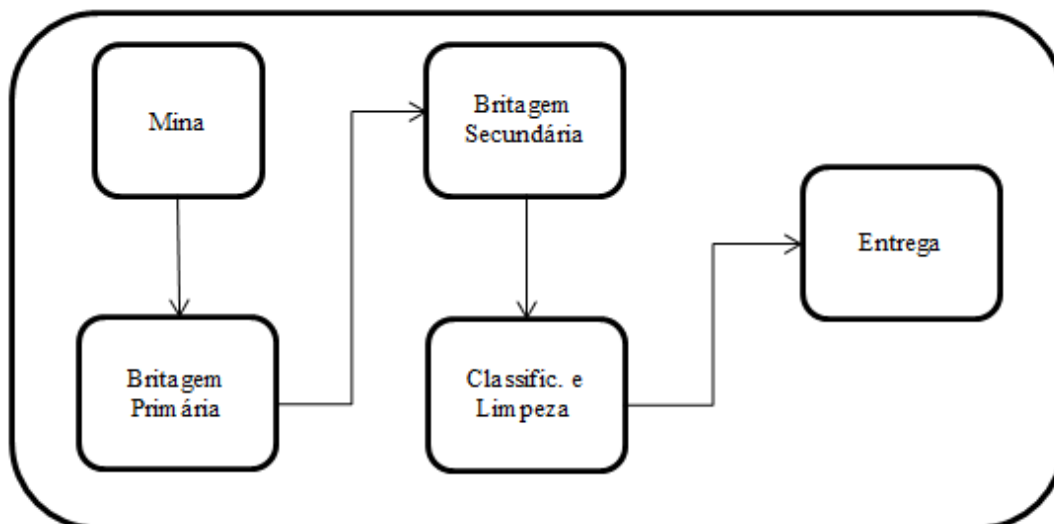 Mina
Britagem
Primária
Britagem
Secundária
Classific. e
Limpeza
Entrega